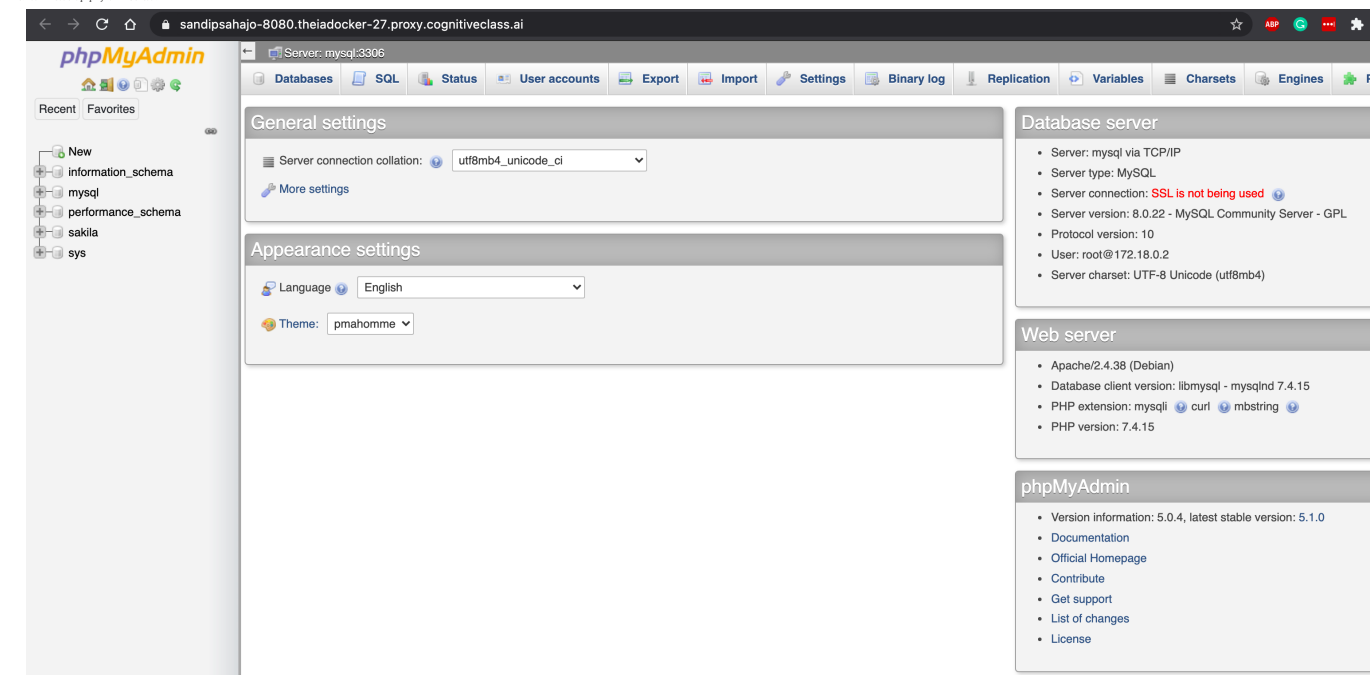 sandipsahajo-8080.theiadocker-27.proxy.cognitiveclass.ai
ABP
G
phpMyAdmin
Recent Favorites
New
information_schema
mysql
performance_schema
sakila
sys
Server: mysql:3306
Databases SQL Status User accounts Export Import Settings Binary log Replication Variables Charsets Engines
General settings
Server connection collation: utf8mb4_unicode_ci
More settings
Appearance settings
Language English
Theme: pmahomme
Database server
Server: mysql via TCP/IP
Server type: MySQL
Server connection: SSL is not being used
Server version: 8.0.22 - MySQL Community Server - GPL
Protocol version: 10
User: root@172.18.0.2
Server charset: UTF-8 Unicode (utf8mb4)
Web server
Apache/2.4.38 (Debian)
Database client version: libmysql - mysqlnd 7.4.15
PHP extension: mysqli curl mbstring
PHP version: 7.4.15
phpMyAdmin
Version information: 5.0.4, latest stable version: 5.1.0
Documentation
Official Homepage
Contribute
Get support
List of changes
License